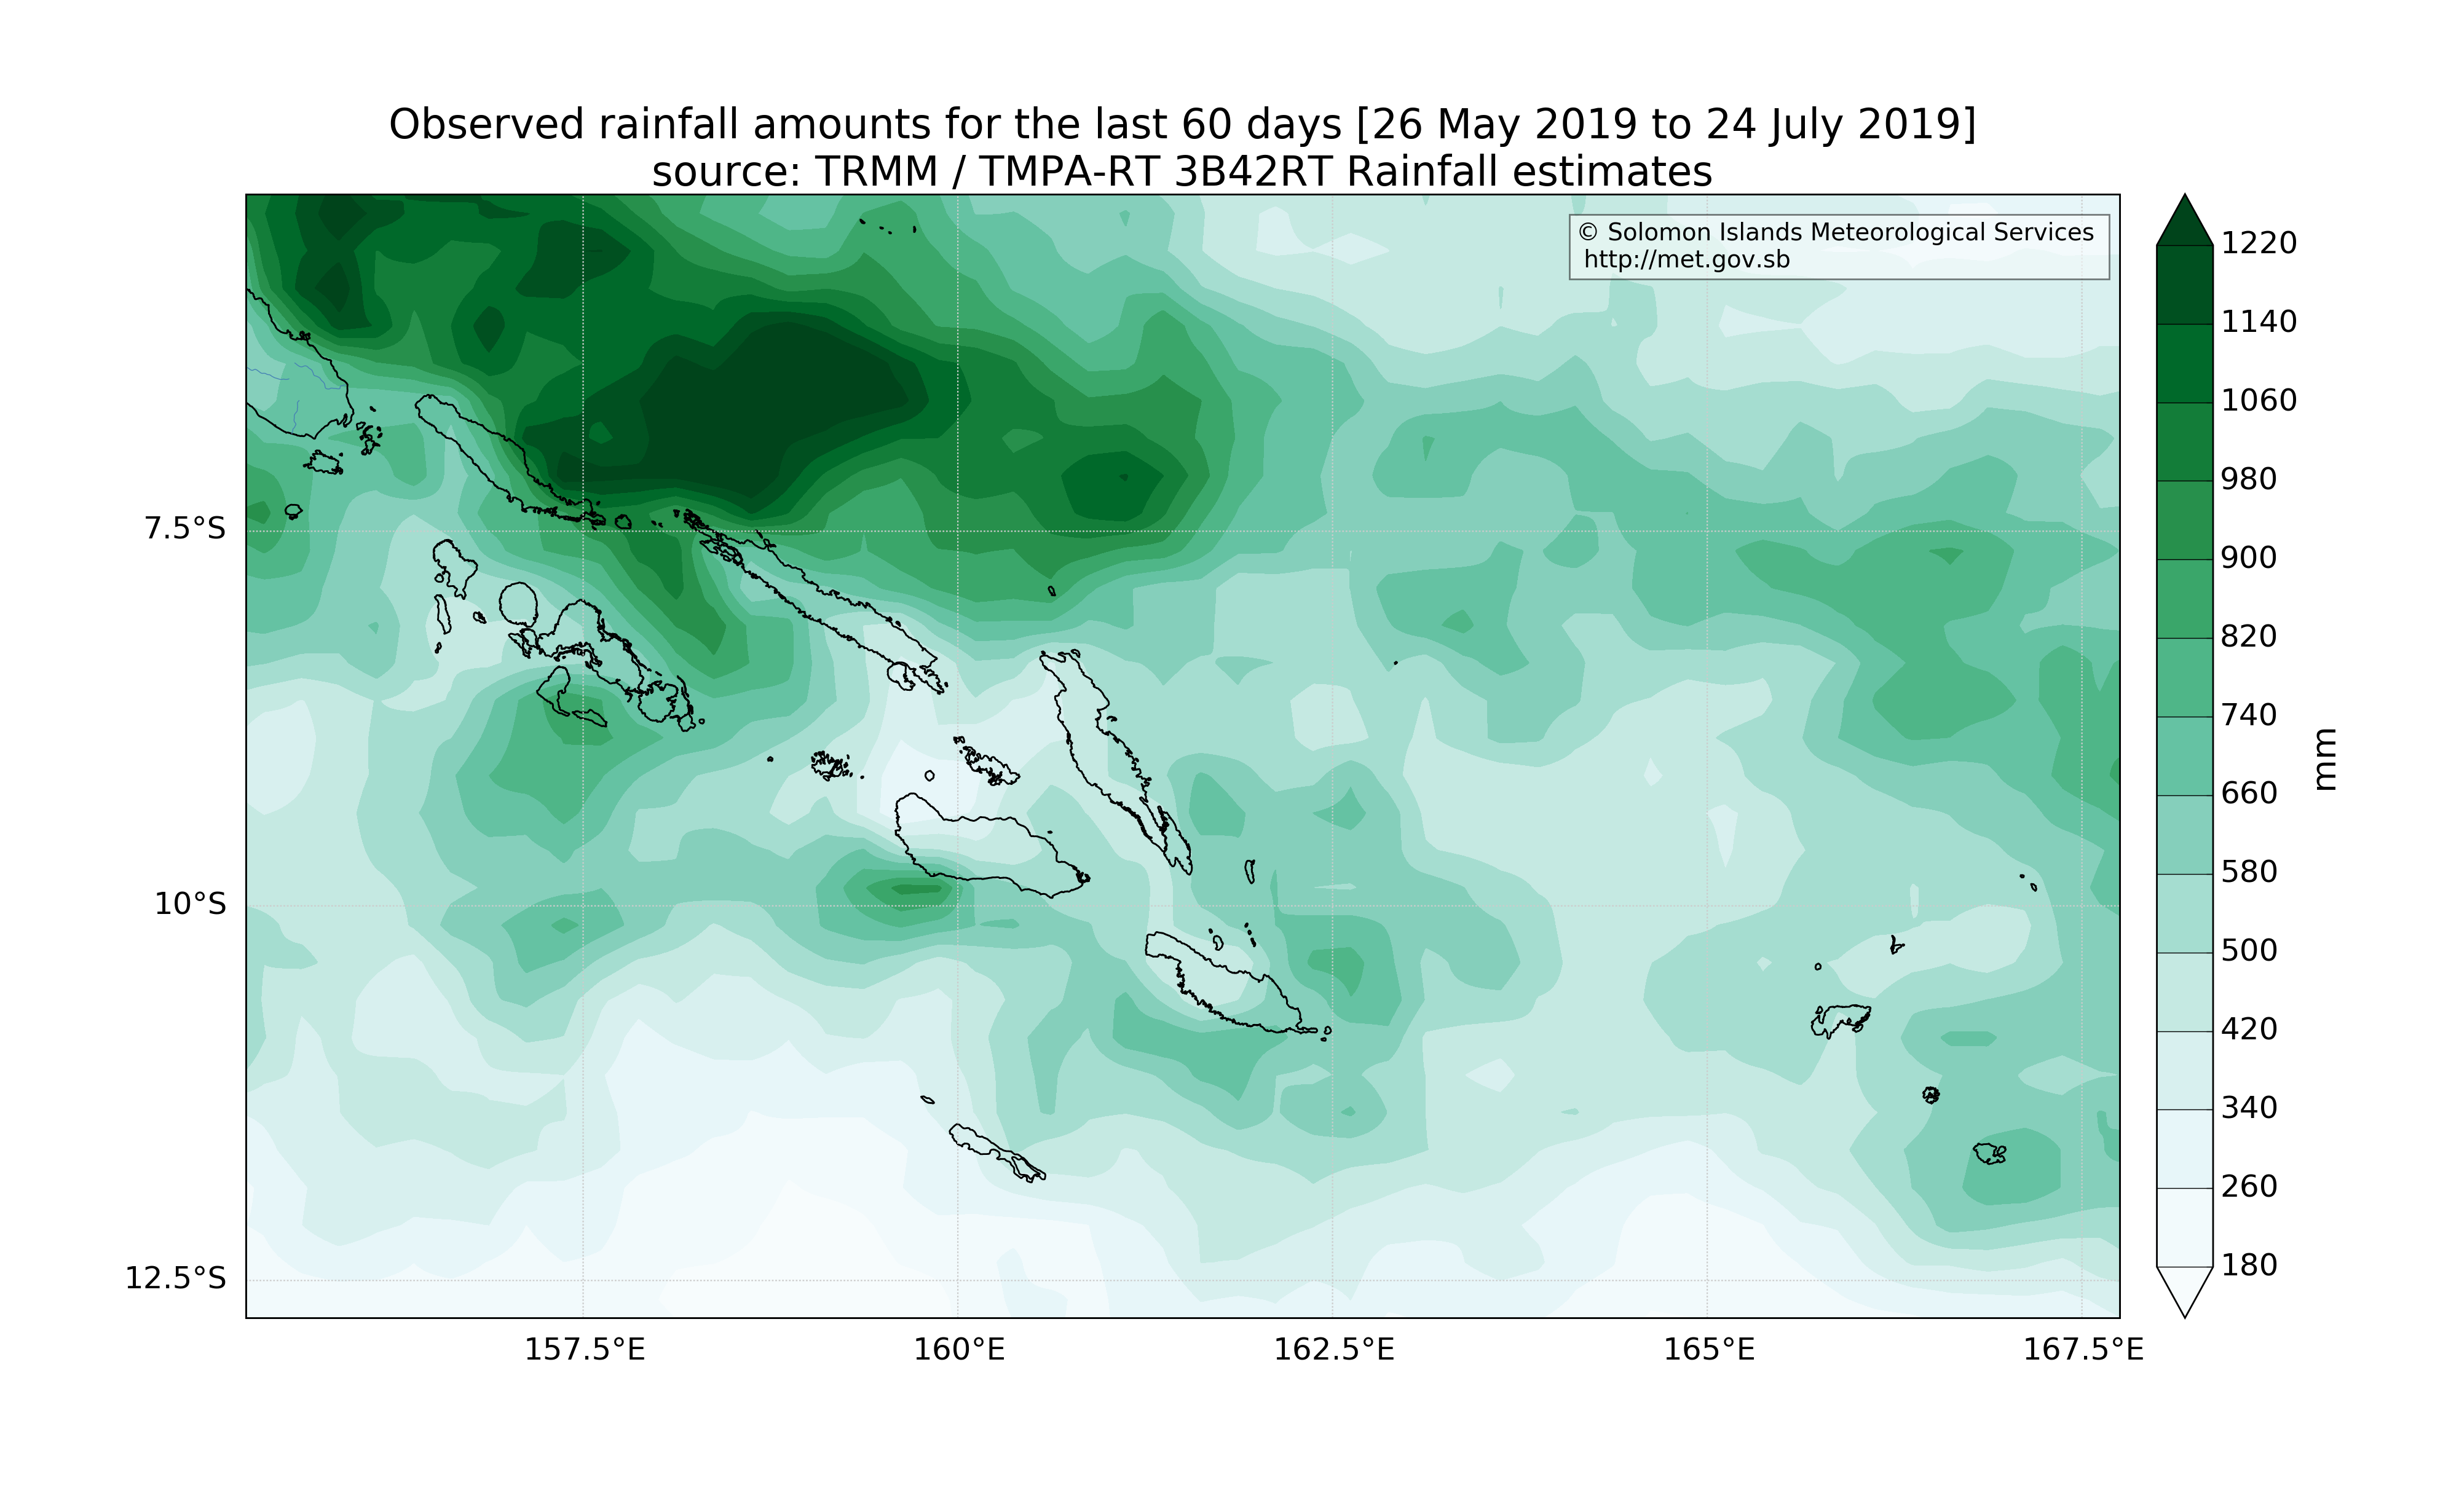 Observed rainfall amounts for the last 60 days [26 May 2019 to 24 July 2019]
source: TRMM / TMPA-RT 3B42RT Rainfall estimates
© Solomon Islands Meteorological Services
http://met.gov.sb
7.5°S
10°S
12.5°S
157.5°E
160°E
162.5°E
165°E
167.5°E
1220
1140
1060
980
900
820
740
660
580
500
420
340
260
180
mm